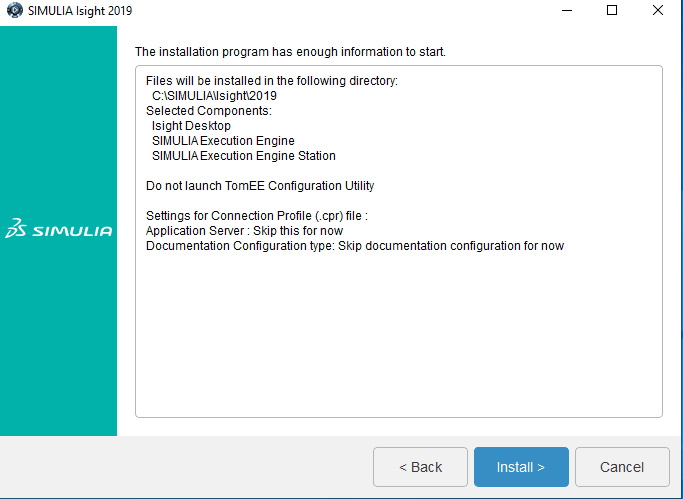 SIMULIA Isight 2019
The installation program has enough information to start.
Files will be installed in the following directory:
C:\SIMULIA\Isight\2019
Selected Components:
Isight Desktop
SIMULIA Execution Engine
SIMULIA Execution Engine Station
Do not launch TomEE Configuration Utility
Settings for Connection Profile (.cpr) file :
Application Server : Skip this for now
Documentation Configuration type: Skip documentation configuration for now
SIMULIA
< Back
Install >
Cancel